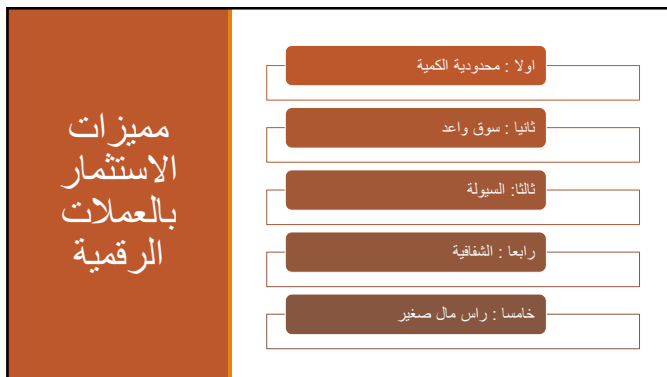 مميزات
الاستثمار
بالعملات
الرقمية
اولا : محدودية الكمية
ثانيا : سوق واعد
ثالثا: السيولة
رابعا : الشفافية
خامسا : راس مال صغير